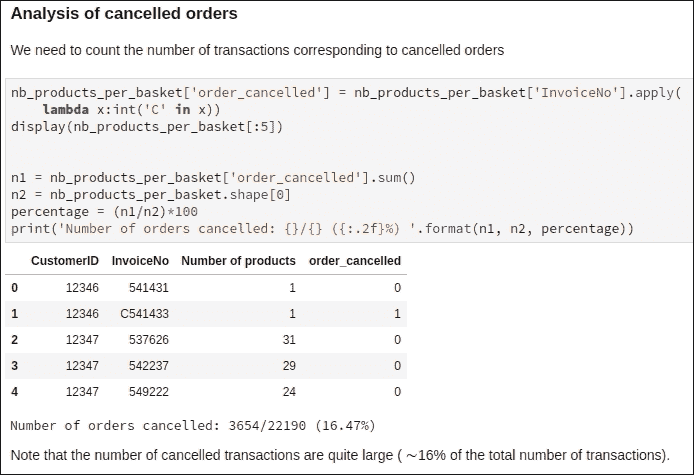 Analysis of cancelled orders
We need to count the number of transactions corresponding to cancelled orders
nb_products_per_basket['order_cancelled'] = nb_products_per_basket['InvoiceNo'].apply(
    lambda x:int('C' in x))
display(nb_products_per_basket[:5])
n1 = nb_products_per_basket['order_cancelled'].sum()
n2 = nb_products_per_basket.shape[0]
percentage = (n1/n2)*100
print('Number of orders cancelled: {}/{} ({:.2f}%) '.format(n1, n2, percentage))
CustomerID InvoiceNo Number of products order_cancelled
0 12346 541431 1 0
1 12346 C541433 1 1
2 12347 537626 31 0
3 12347 542237 29 0
4 12347 549222 24 0
Number of orders cancelled: 3654/22190 (16.47%)
Note that the number of cancelled transactions are quite large ( ∼16% of the total number of transactions).